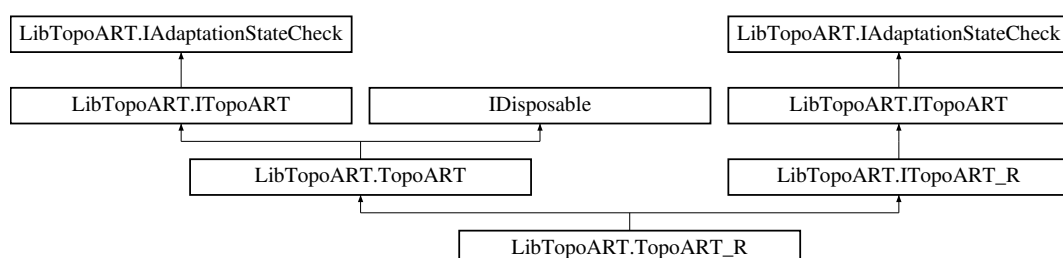 LibTopoART.IAdaptationStateCheck
LibTopoART.IAdaptationStateCheck
LibTopoART.ITopoART
IDisposable
LibTopoART.ITopoART
LibTopoART.TopoART
LibTopoART.ITopoART_R
LibTopoART.TopoART_R